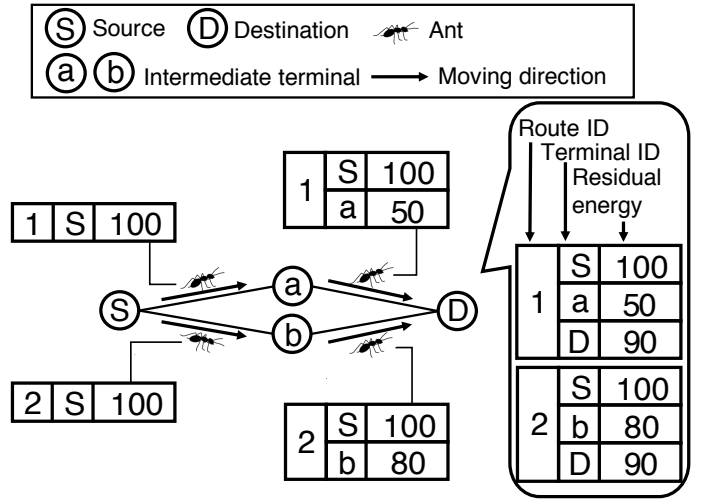 S Source D Destination Ant
a b Intermediate terminal Moving direction
Route ID
Terminal ID
Residual
energy
1 S 100
a 50
1 S 100
S a b D
2 S 100
2 S 100
b 80
1 S 100
a 50
D 90
2 S 100
b 80
D 90